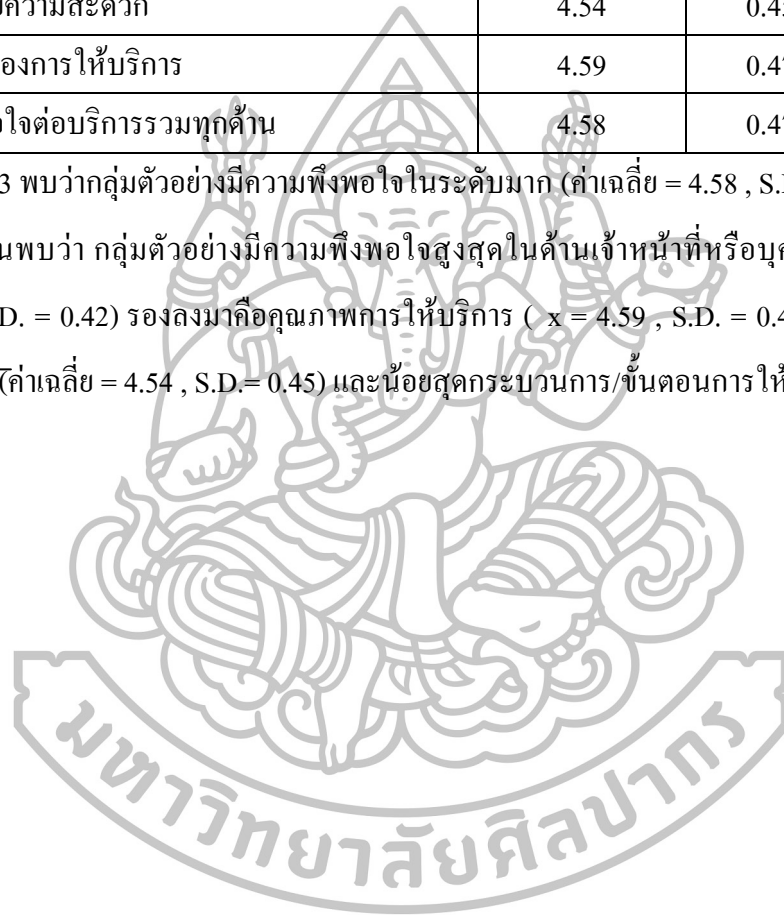 ความสะดวก 4.54
องการให้บริการ 4.59
ใจต่อบริการรวมทุกด้าน 4.58
3 พบว่ากลุ่มตัวอย่างมีความพึงพอใจในระดับมาก (ค่าเฉลี่ย = 4.58 , S.
นพบว่า กลุ่มตัวอย่างมีความพึงพอใจสูงสุดในด้านเจ้าหน้าที่หรือบุค
D. = 0.42) รองลงมาคือคุณภาพการให้บริการ ( x = 4.59 , S.D. = 0.4
(ค่าเฉลี่ย = 4.54 , S.D.= 0.45) และน้อยสุดกระบวนการ/ขั้นตอนการให้
มหาวิทยาลัยศิลปากร